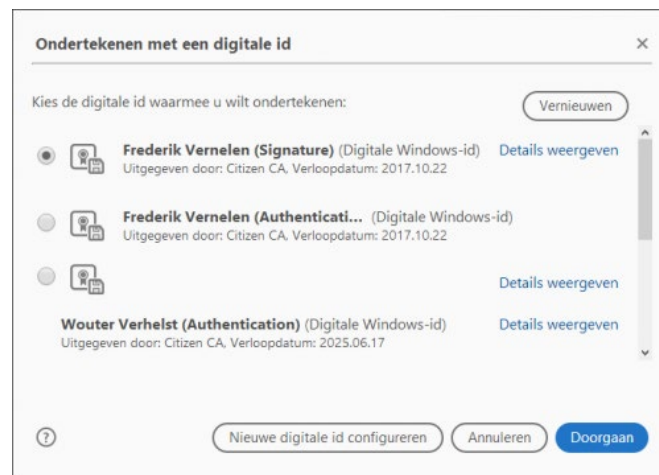 Ondertekenen met een digitale id
Kies de digitale id waarmee u wilt ondertekenen:
Vernieuwen
Frederik Vernelen (Signature) (Digitale Windows-id) Details weergeven
Uitgegeven door: Citizen CA, Verloopdatum: 2017.10.22
Frederik Vernelen (Authenticati... (Digitale Windows-id)
Uitgegeven door: Citizen CA, Verloopdatum: 2017.10.22
Details weergeven
Wouter Verhelst (Authentication) (Digitale Windows-id) Details weergeven
Uitgegeven door: Citizen CA, Verloopdatum: 2025.06.17
Nieuwe digitale id configureren Annuleren Doorgaan